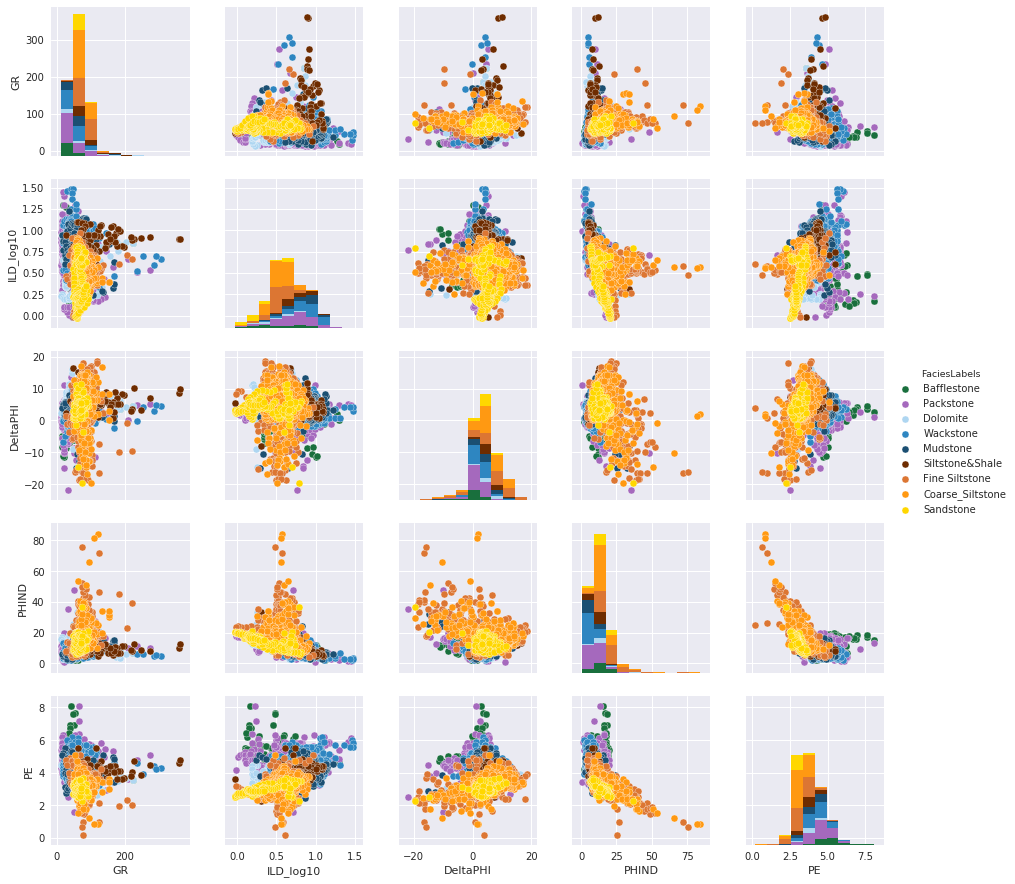 300
200
100
0
GR
1.50
1.25
1.00
0.75
0.50
0.25
0.00
ILD_log10
20
10
0
−10
−20
DeltaPHI
FaciesLabels
Bafflestone
Packstone
Dolomite
Wackstone
Mudstone
Siltstone&Shale
Fine Siltstone
Coarse_Siltstone
Sandstone
80
60
40
20
0
PHIND
8
6
4
2
0
PE
0 200
0.0 0.5 1.0 1.5
−20 0 20
0 25 50 75
0.0 2.5 5.0 7.5
GR ILD_log10 DeltaPHI PHIND PE